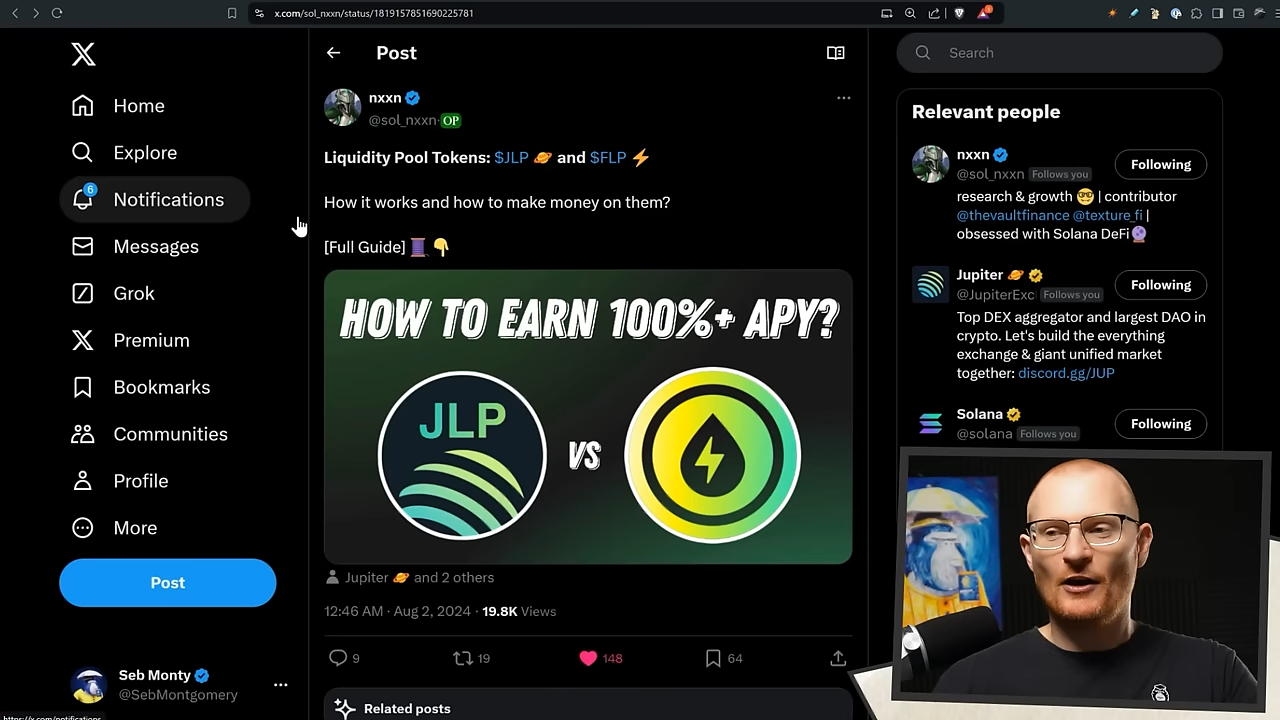 x.com/sol_nxxn/status/1819157851690225781
Home
Explore
6
Notifications
Messages
Grok
Premium
Bookmarks
Communities
Profile
More
Post
Seb Monty
@SebMontgomery
https://x.com/notifications
Post
nxxn
@sol_nxxn· OP
Liquidity Pool Tokens: $JLP 🪐 and $FLP ⚡
How it works and how to make money on them?
[Full Guide] 🧵 👇
HOW TO EARN 100%+ APY?
JLP
VS
Jupiter 🪐 and 2 others
12:46 AM · Aug 2, 2024 · 19.8K Views
9
19
148
64
Related posts
Search
Relevant people
nxxn
Following
@sol_nxxn Follows you
research & growth 🤓 | contributor
@thevaultfinance @texture_fi |
obsessed with Solana DeFi🔮
Jupiter 🪐
Following
@JupiterExc Follows you
Top DEX aggregator and largest DAO in
crypto. Let's build the everything
exchange & giant unified market
together: discord.gg/JUP
Solana
Following
@solana Follows you